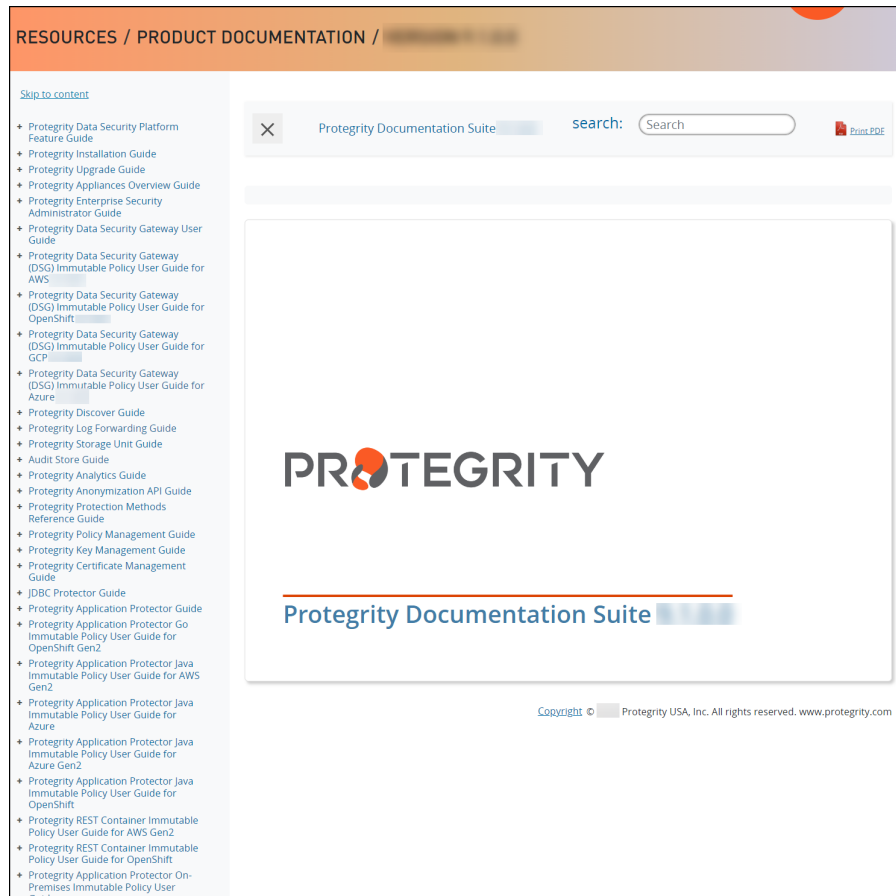 RESOURCES / PRODUCT DOCUMENTATION /
Skip to content
+ Protegrity Data Security Platform
Feature Guide
+ Protegrity Installation Guide
+ Protegrity Upgrade Guide
+ Protegrity Appliances Overview Guide
+ Protegrity Enterprise Security
Administrator Guide
+ Protegrity Data Security Gateway User
Guide
+ Protegrity Data Security Gateway
(DSG) Immutable Policy User Guide for
AWS
+ Protegrity Data Security Gateway
(DSG) Immutable Policy User Guide for
OpenShift
+ Protegrity Data Security Gateway
(DSG) Immutable Policy User Guide for
GCP
+ Protegrity Data Security Gateway
(DSG) Immutable Policy User Guide for
Azure
+ Protegrity Discover Guide
+ Protegrity Log Forwarding Guide
+ Protegrity Storage Unit Guide
+ Audit Store Guide
+ Protegrity Analytics Guide
+ Protegrity Anonymization API Guide
+ Protegrity Protection Methods
Reference Guide
+ Protegrity Policy Management Guide
+ Protegrity Key Management Guide
+ Protegrity Certificate Management
Guide
+ JDBC Protector Guide
+ Protegrity Application Protector Guide
+ Protegrity Application Protector Go
Immutable Policy User Guide for
OpenShift Gen2
+ Protegrity Application Protector Java
Immutable Policy User Guide for AWS
Gen2
+ Protegrity Application Protector Java
Immutable Policy User Guide for
Azure
+ Protegrity Application Protector Java
Immutable Policy User Guide for
Azure Gen2
+ Protegrity Application Protector Java
Immutable Policy User Guide for
OpenShift
+ Protegrity REST Container Immutable
Policy User Guide for AWS Gen2
+ Protegrity REST Container Immutable
Policy User Guide for OpenShift
+ Protegrity Application Protector On-
Premises Immutable Policy User
Protegrity Documentation Suite
search:
Search
Print PDF
PROTEGRITY
Protegrity Documentation Suite
Copyright © Protegrity USA, Inc. All rights reserved. www.protegrity.com